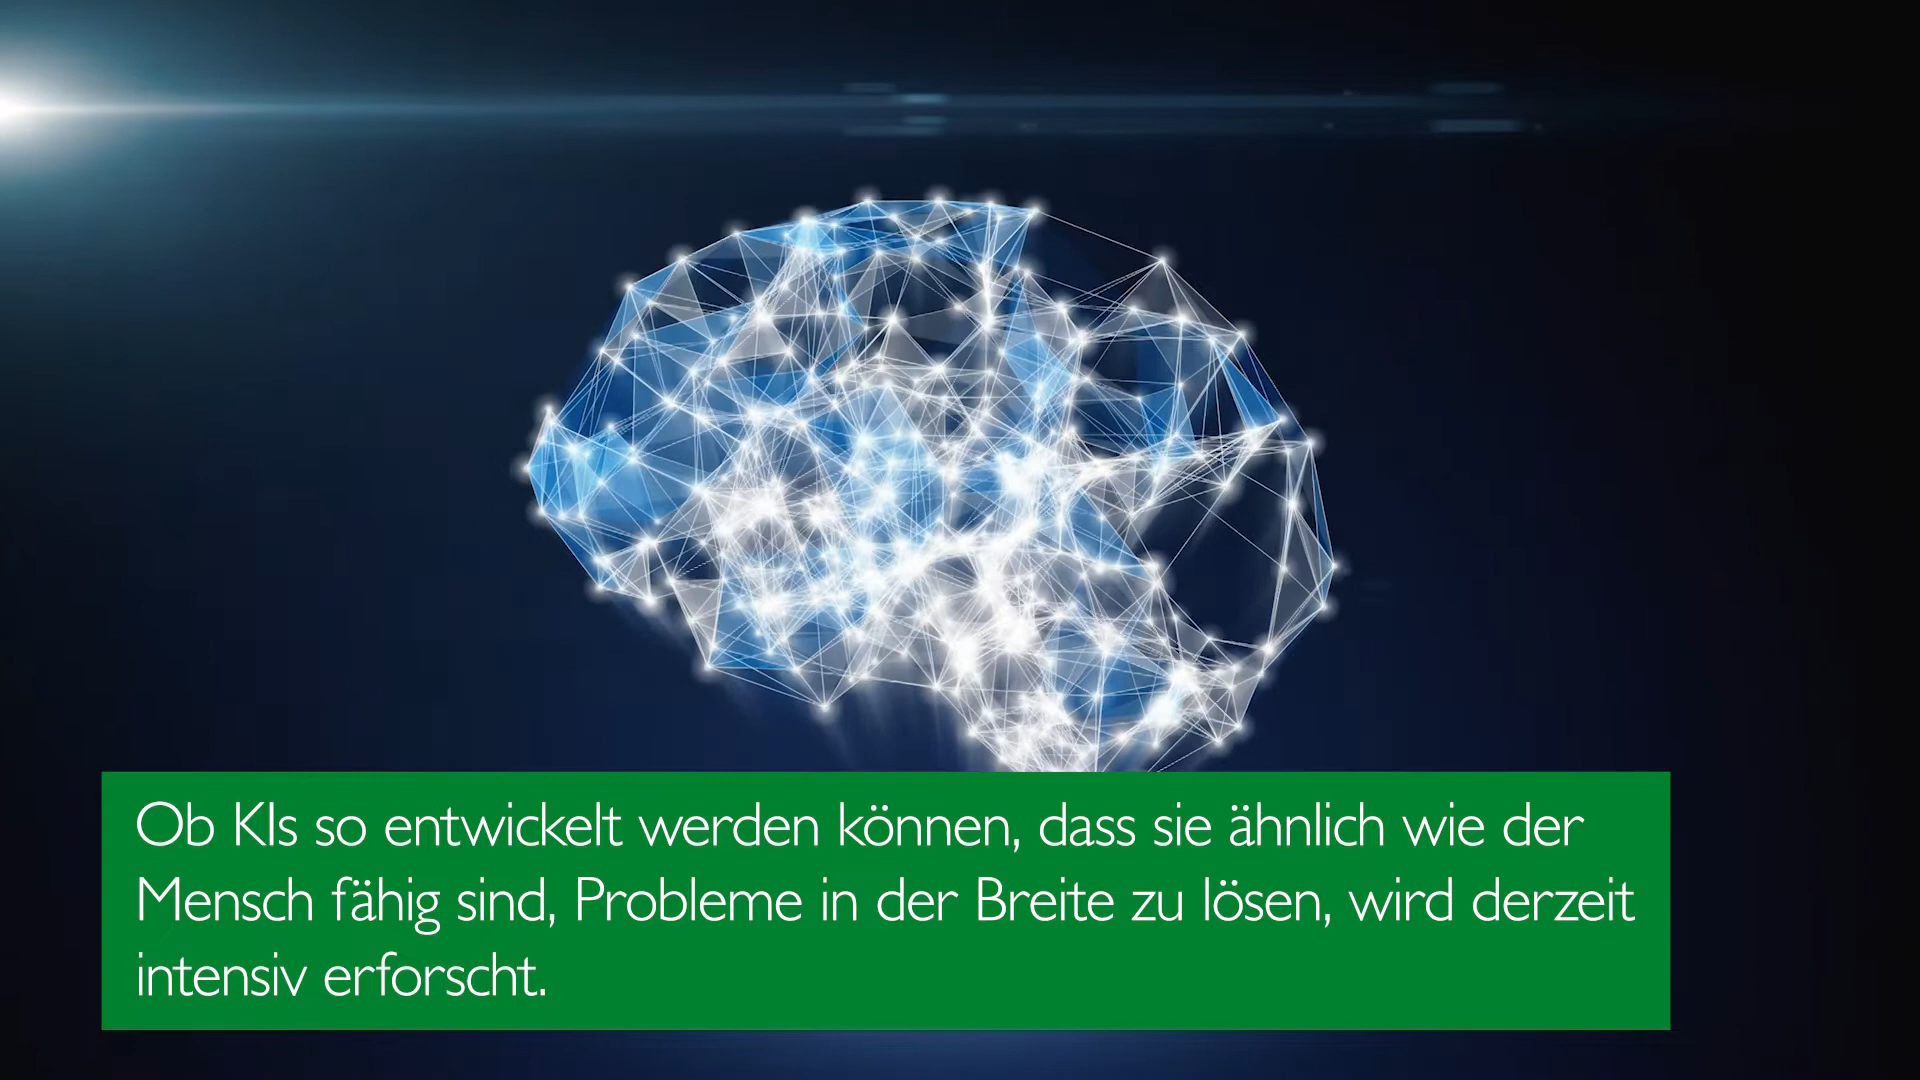 Ob KIs so entwickelt werden können, dass sie ähnlich wie der
Mensch fähig sind, Probleme in der Breite zu lösen, wird derzeit
intensiv erforscht.